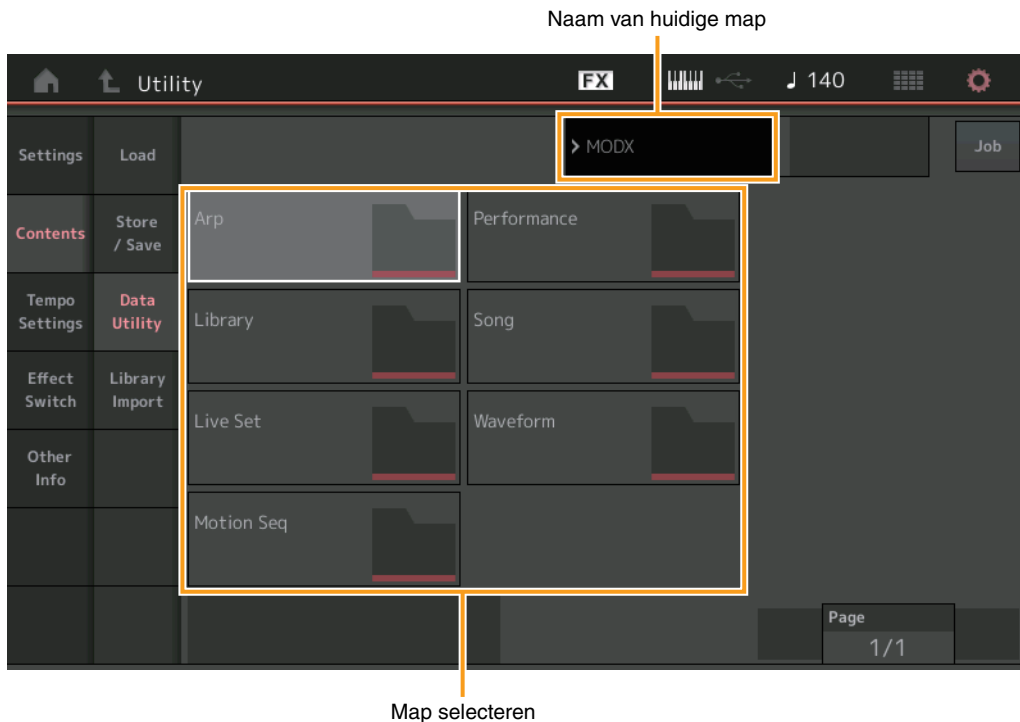 Naam van huidige map
Utility
FX
140
MODX
Job
Settings
Load
Contents
Store
/ Save
Tempo
Settings
Data
Utility
Effect
Switch
Library
Import
Other
Info
Arp
Performance
Library
Song
Live Set
Waveform
Motion Seq
Page
1/1
Map selecteren